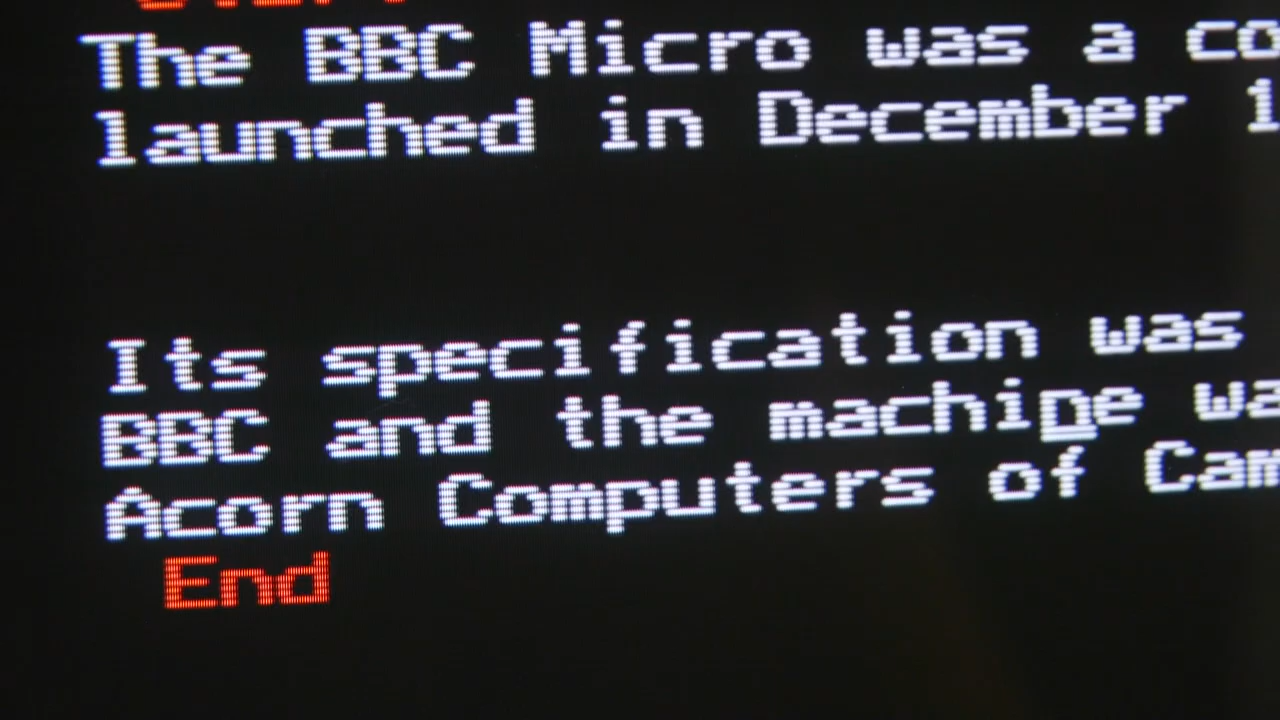 The BBC Micro was a co
launched in December 1
Its specification was
BBC and the machine wa
Acorn Computers of Cam
End